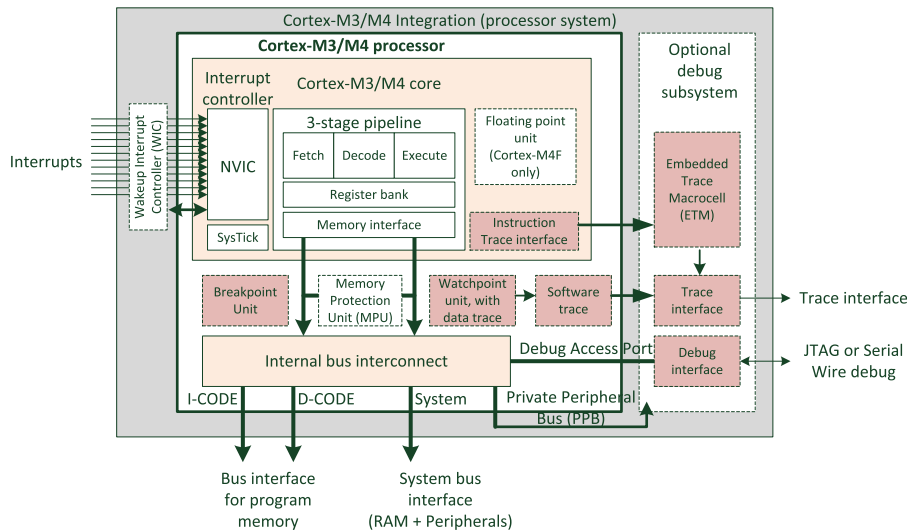 Cortex-M3/M4 Integration (processor system)
Cortex-M3/M4 processor
Optional
debug
subsystem
Interrupt
controller
Cortex-M3/M4 core
Interrupts
Wakeup Interrupt
Controller (WIC)
NVIC
SysTick
3-stage pipeline
Fetch
Decode
Execute
Register bank
Memory interface
Floating point
unit
(Cortex-M4F
only)
Instruction
Trace interface
Embedded
Trace
Macrocell
(ETM)
Breakpoint
Unit
Memory
Protection
Unit (MPU)
Watchpoint
unit, with
data trace
Software
trace
Trace
interface
Trace interface
Internal bus interconnect
Debug Access Port
Debug
interface
JTAG or Serial
Wire debug
I-CODE
D-CODE
System
Private Peripheral
Bus (PPB)
Bus interface
for program
memory
System bus
interface
(RAM + Peripherals)